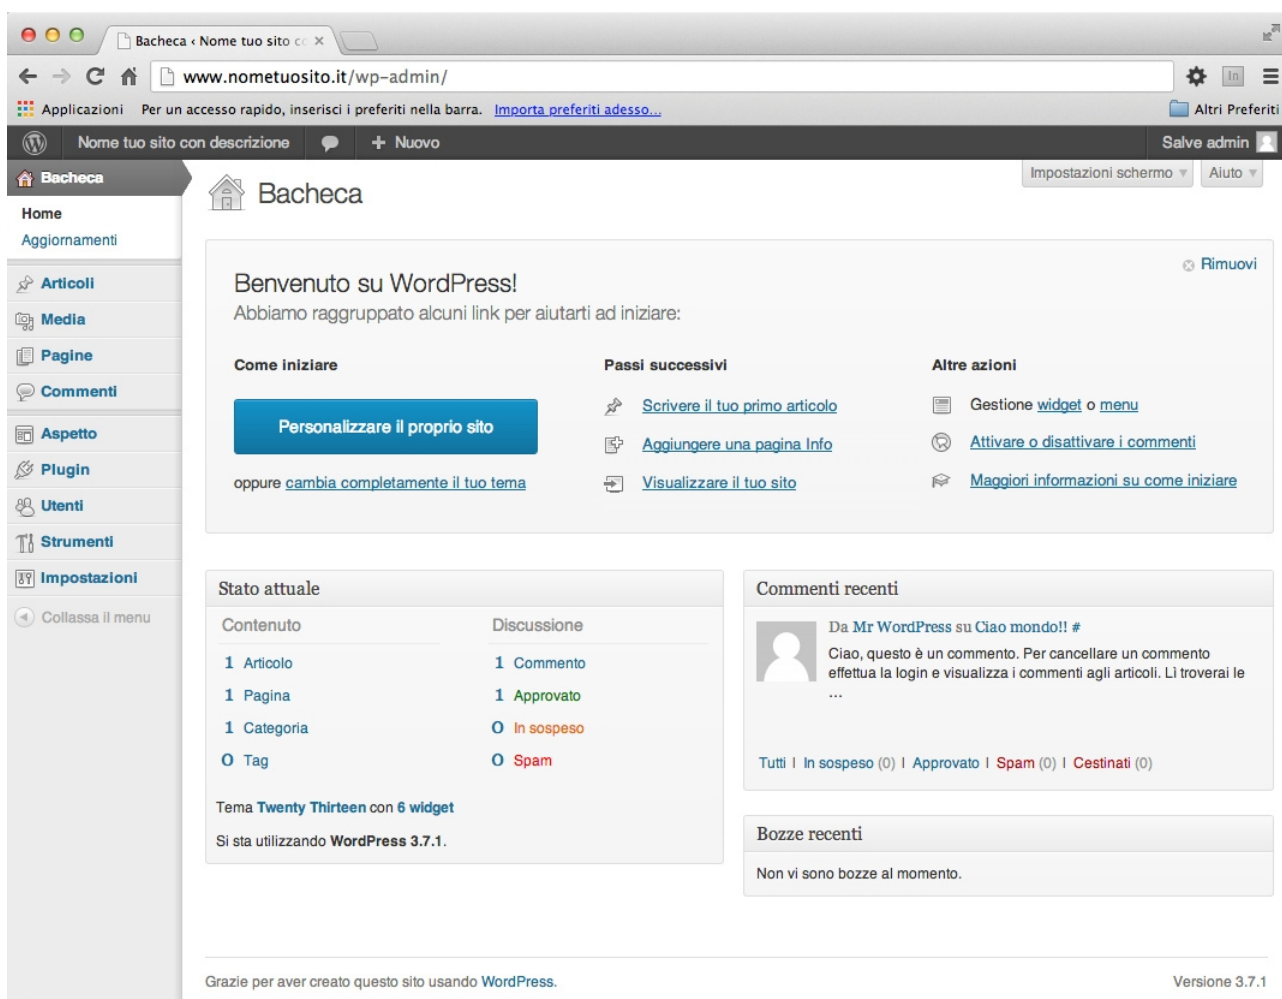 Bacheca ‹ Nome tuo sito co
www.nometuosito.it/wp-admin/
In
Applicazioni Per un accesso rapido, inserisci i preferiti nella barra. Importa preferiti adesso... Altri Preferiti
Nome tuo sito con descrizione + Nuovo Salve admin
Bacheca
Home
Aggiornamenti
Articoli
Media
Pagine
Commenti
Aspetto
Plugin
Utenti
Strumenti
Impostazioni
Collassa il menu
Impostazioni schermo Aiuto
Bacheca
Rimuovi
Benvenuto su WordPress!
Abbiamo raggruppato alcuni link per aiutarti ad iniziare:
Come iniziare
Personalizzare il proprio sito
oppure cambia completamente il tuo tema
Passi successivi
Scrivere il tuo primo articolo
Aggiungere una pagina Info
Visualizzare il tuo sito
Altre azioni
Gestione widget o menu
Attivare o disattivare i commenti
Maggiori informazioni su come iniziare
Stato attuale
Contenuto Discussione
1 Articolo 1 Commento
1 Pagina 1 Approvato
1 Categoria 0 In sospeso
0 Tag 0 Spam
Tema Twenty Thirteen con 6 widget
Si sta utilizzando WordPress 3.7.1.
Commenti recenti
Da Mr WordPress su Ciao mondo!! #
Ciao, questo è un commento. Per cancellare un commento
effettua la login e visualizza i commenti agli articoli. Lì troverai le
…
Tutti | In sospeso (0) | Approvato | Spam (0) | Cestinati (0)
Bozze recenti
Non vi sono bozze al momento.
Grazie per aver creato questo sito usando WordPress. Versione 3.7.1